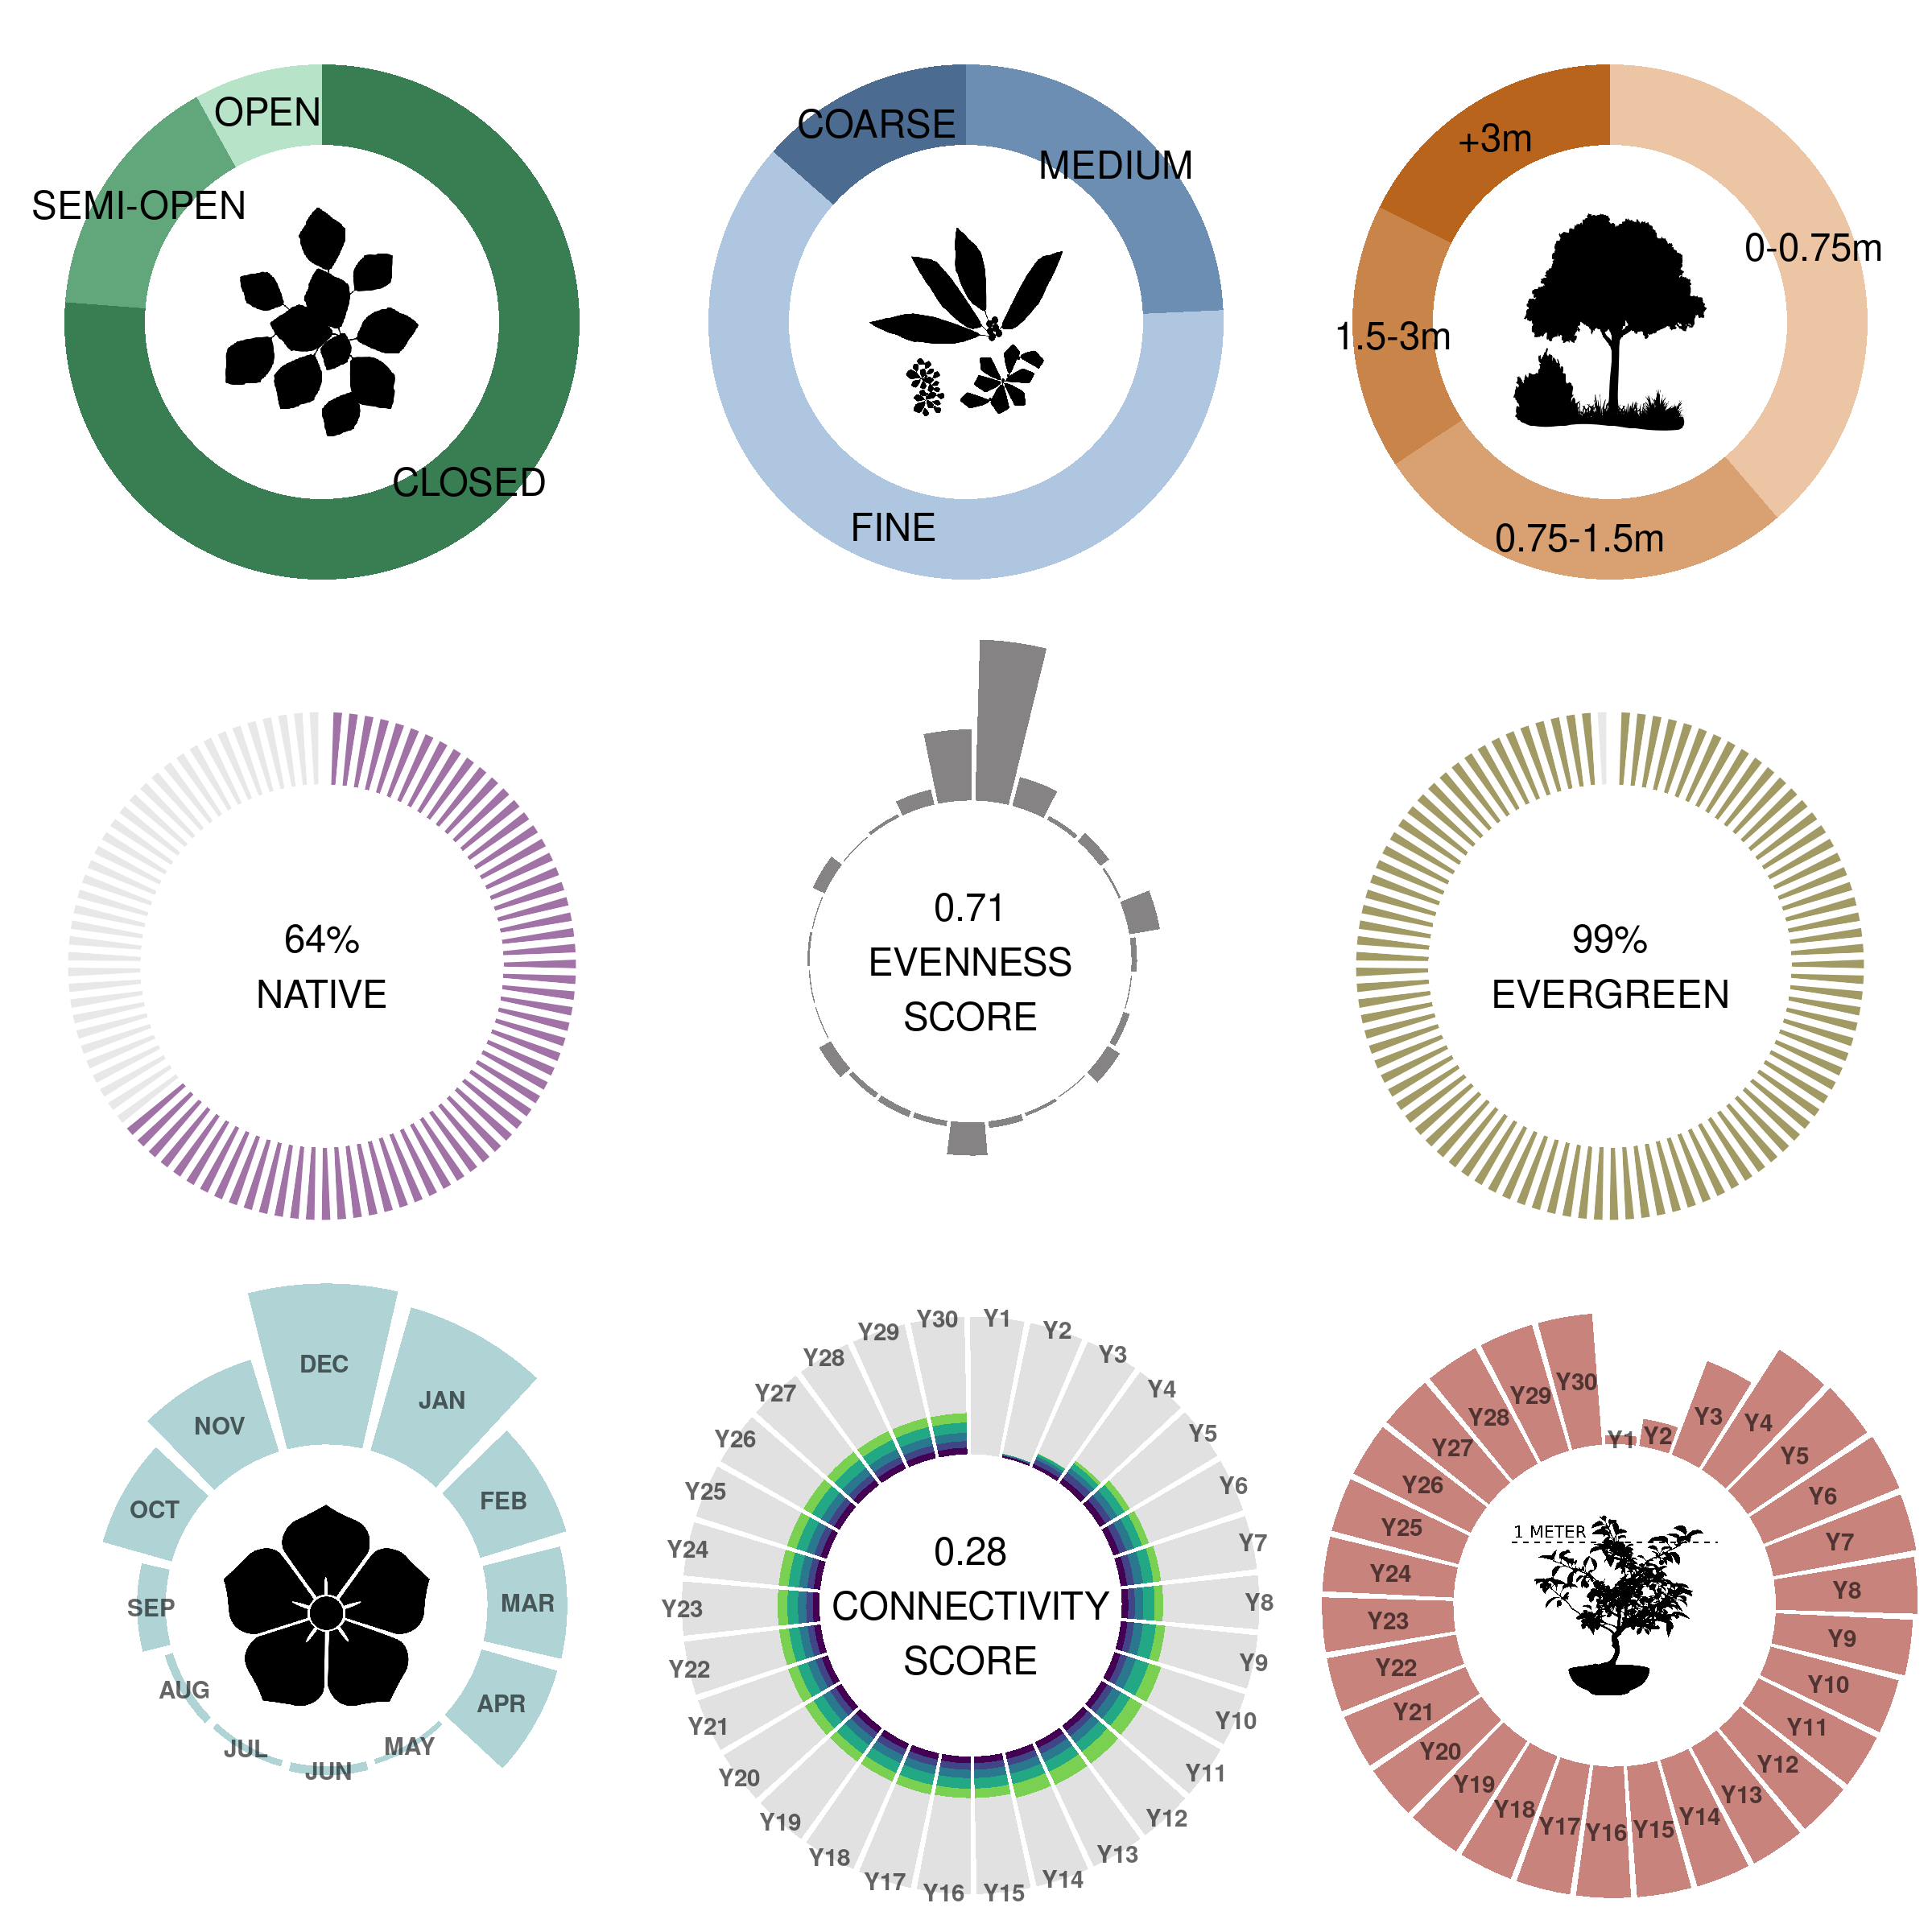 OPEN
SEMI-OPEN
CLOSED
COARSE
MEDIUM
FINE
+3m
0-0.75m
1.5-3m
0.75-1.5m
64%
NATIVE
0.71
EVENNESS
SCORE
99%
EVERGREEN
DEC
JAN
NOV
FEB
OCT
MAR
SEP
APR
AUG
MAY
JUL
JUN
Y1
Y2
Y3
Y4
Y5
Y6
Y7
Y8
Y9
Y10
Y11
Y12
Y13
Y14
Y15
Y16
Y17
Y18
Y19
Y20
Y21
Y22
Y23
Y24
Y25
Y26
Y27
Y28
Y29
Y30
0.28
CONNECTIVITY
SCORE
Y1
Y2
Y3
Y4
Y5
Y6
Y7
Y8
Y9
Y10
Y11
Y12
Y13
Y14
Y15
Y16
Y17
Y18
Y19
Y20
Y21
Y22
Y23
Y24
Y25
Y26
Y27
Y28
Y29
Y30
1 METER